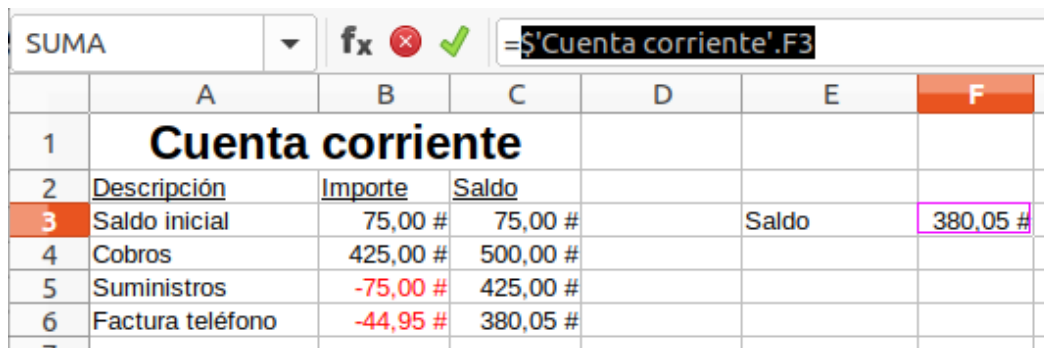 SUMA fx =$'Cuenta corriente'.F3
A B C D E F
1 Cuenta corriente
2 Descripción Importe Saldo
3 Saldo inicial 75,00 # 75,00 # Saldo 380,05 #
4 Cobros 425,00 # 500,00 #
5 Suministros -75,00 # 425,00 #
6 Factura teléfono -44,95 # 380,05 #